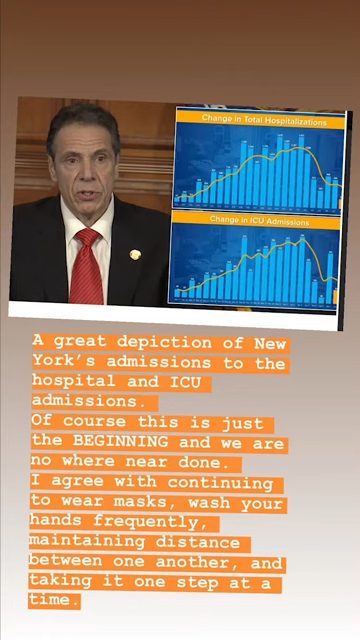 Change in Total Hospitalizations
Change in ICU Admissions
A great depiction of New
York's admissions to the
hospital and ICU
admissions.
Of course this is just
the BEGINNING and we are
no where near done.
I agree with continuing
to wear masks, wash your
hands frequently,
maintaining distance
between one another, and
taking it one step at a
time.